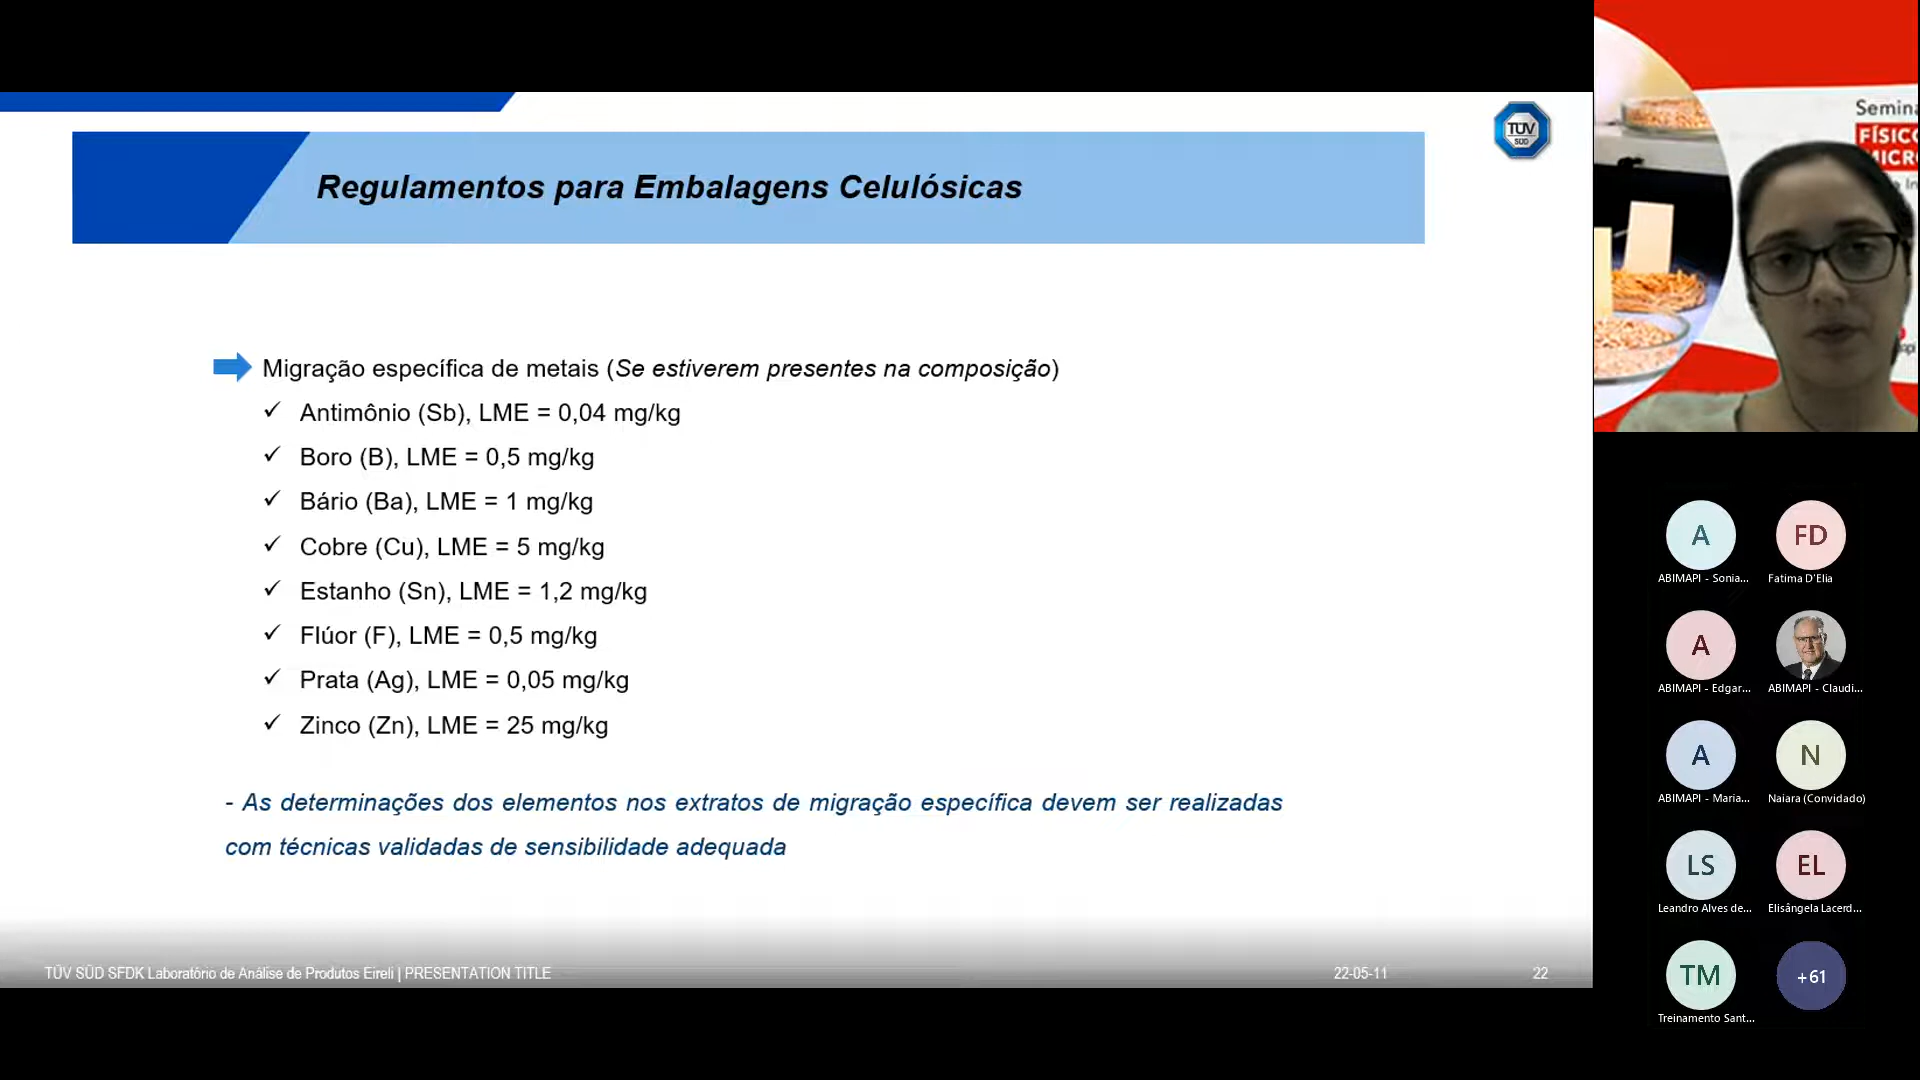 TÜV
SÜD
Regulamentos para Embalagens Celulósicas
Migração específica de metais (Se estiverem presentes na composição)
✓ Antimônio (Sb), LME = 0,04 mg/kg
✓ Boro (B), LME = 0,5 mg/kg
✓ Bário (Ba), LME = 1 mg/kg
✓ Cobre (Cu), LME = 5 mg/kg
✓ Estanho (Sn), LME = 1,2 mg/kg
✓ Flúor (F), LME = 0,5 mg/kg
✓ Prata (Ag), LME = 0,05 mg/kg
✓ Zinco (Zn), LME = 25 mg/kg
- As determinações dos elementos nos extratos de migração específica devem ser realizadas
com técnicas validadas de sensibilidade adequada
TÜV SÜD SFDK Laboratório de Análise de Produtos Eireli | PRESENTATION TITLE
22-05-11
22
Semina
FÍSICO
MICR
A
ABIMAPI - Sonia...
FD
Fatima D'Elia
A
ABIMAPI - Edgar...
ABIMAPI - Claudi...
A
ABIMAPI - Maria...
N
Naiara (Convidado)
LS
Leandro Alves de...
EL
Elisângela Lacerd...
TM
Treinamento Sant...
+61